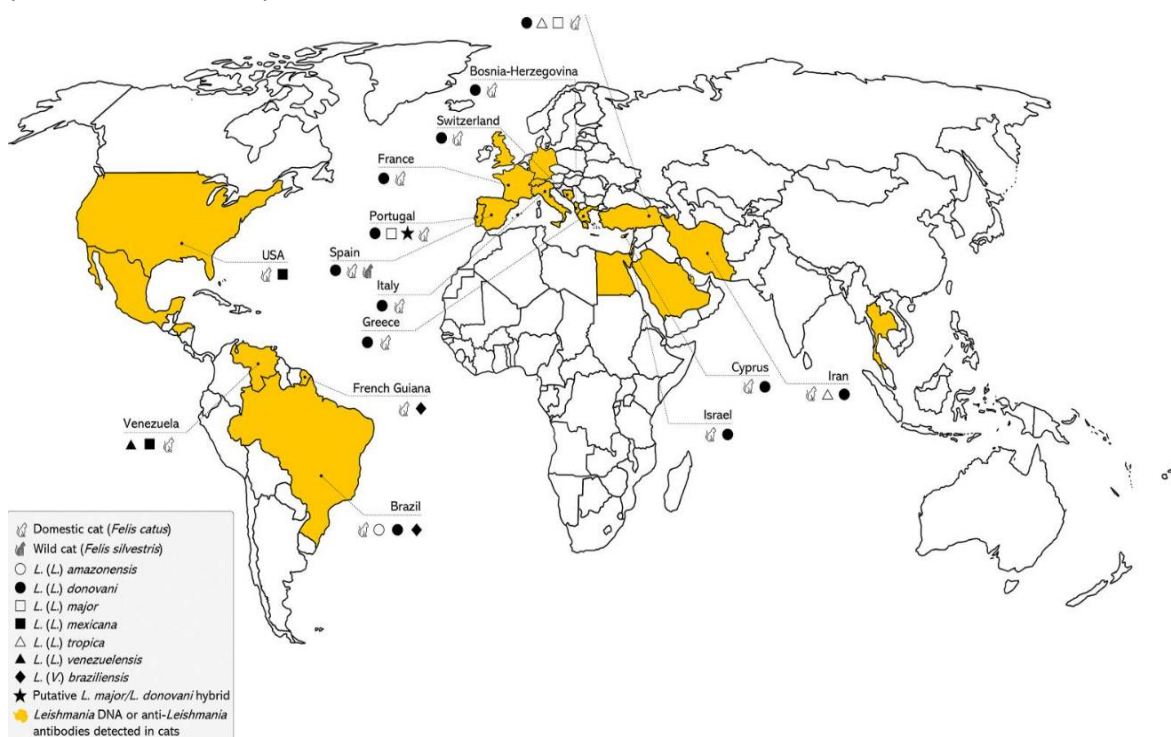 Bosnia-Herzegovina
Switzerland
France
Portugal
USA
Spain
Italy
Greece
Cyprus
Iran
French Guiana
Israel
Venezuela
Brazil
Domestic cat (Felis catus)
Wild cat (Felis silvestris)
L. (L.) amazonensis
L. (L.) donovani
L. (L.) major
L. (L.) mexicana
L. (L.) tropica
L. (L.) venezuelensis
L. (V.) braziliensis
Putative L. major/L. donovani hybrid
Leishmania DNA or anti-Leishmania
antibodies detected in cats